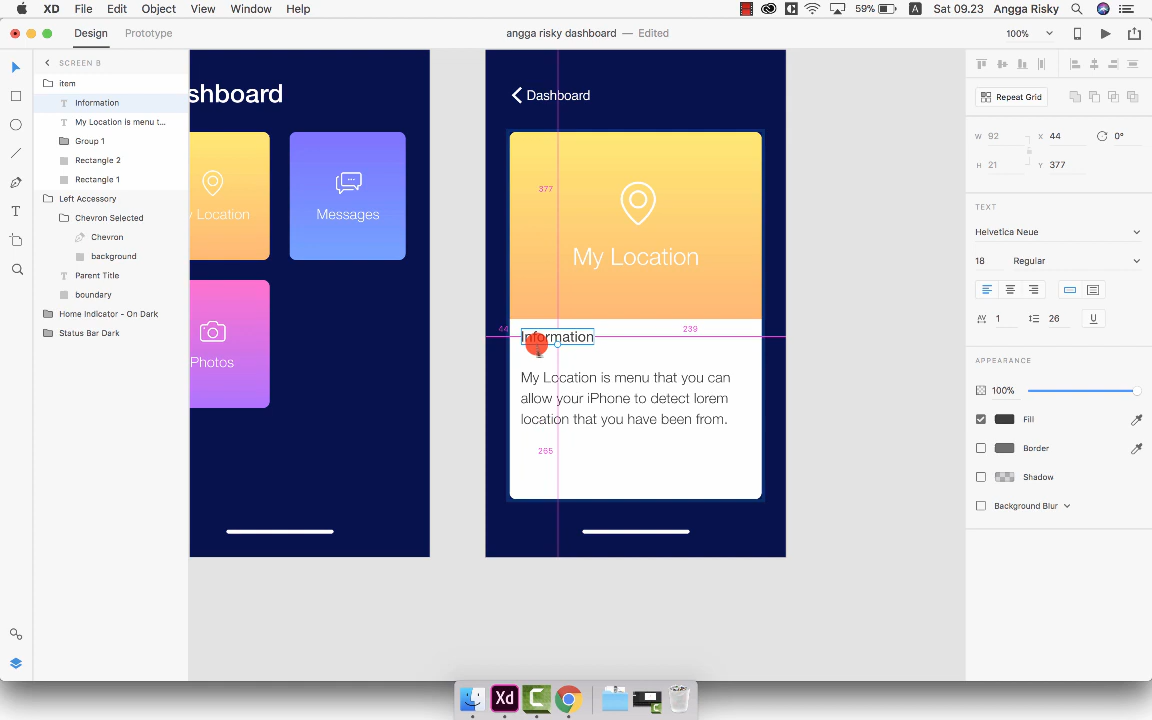 XD File Edit Object View Window Help
59% A Sat 09.23 Angga Risky
Design Prototype
angga risky dashboard — Edited
100%
SCREEN 8
item
Information
My Location is menu t...
Group 1
Rectangle 2
Rectangle 1
Left Accessory
Chevron Selected
Chevron
background
Parent Title
boundary
Home Indicator - On Dark
Status Bar Dark
shboard
Location
Messages
Photos
Dashboard
377
My Location
44
239
Information
My Location is menu that you can
allow your iPhone to detect lorem
location that you have been from.
265
Repeat Grid
W 92 X 44 0°
H 21 Y 377
TEXT
Helvetica Neue
18 Regular
AV 1 26 U
APPEARANCE
100%
Fill
Border
Shadow
Background Blur
Xd